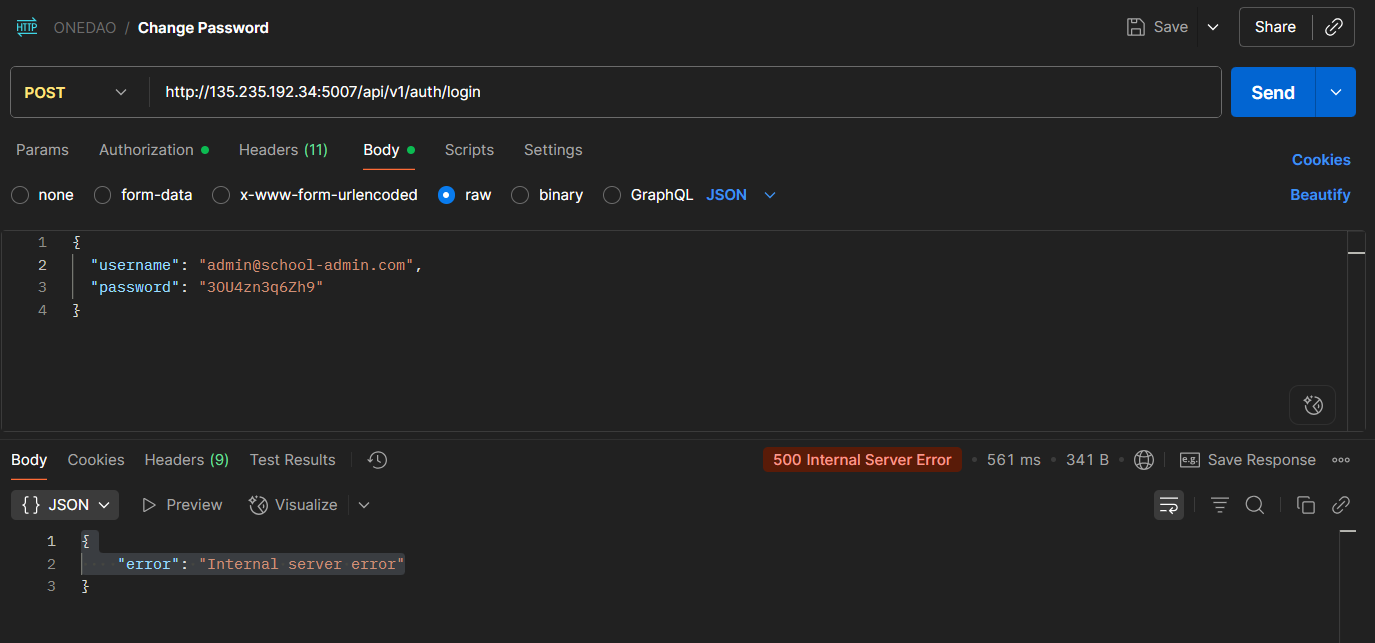 HTTP ONEDAO / Change Password Save Share
POST http://135.235.192.34:5007/api/v1/auth/login Send
Params Authorization Headers (11) Body Scripts Settings Cookies
none form-data x-www-form-urlencoded raw binary GraphQL JSON Beautify
1 {
2 "username": "admin@school-admin.com",
3 "password": "3OU4zn3q6Zh9"
4 }
Body Cookies Headers (9) Test Results 500 Internal Server Error • 561 ms • 341 B • e.g. Save Response
{} JSON Preview Visualize
1 {
2 "error": "Internal server error"
3 }